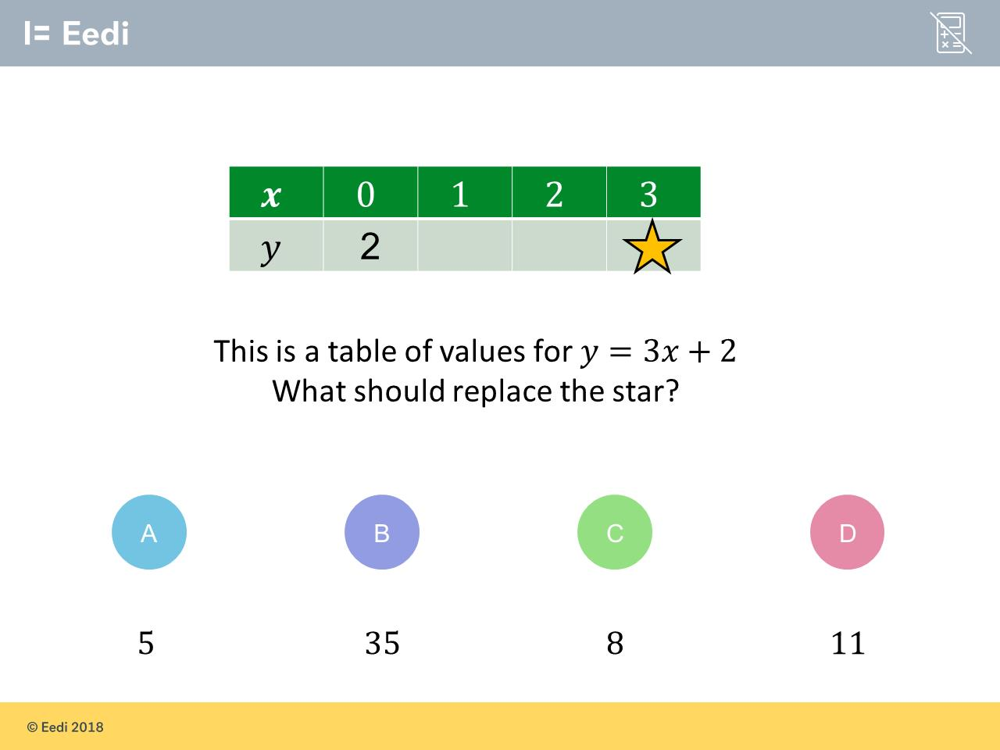 Eedi
x 0 1 2 3
y 2
This is a table of values for y = 3x + 2
What should replace the star?
A B C D
5 35 8 11
© Eedi 2018